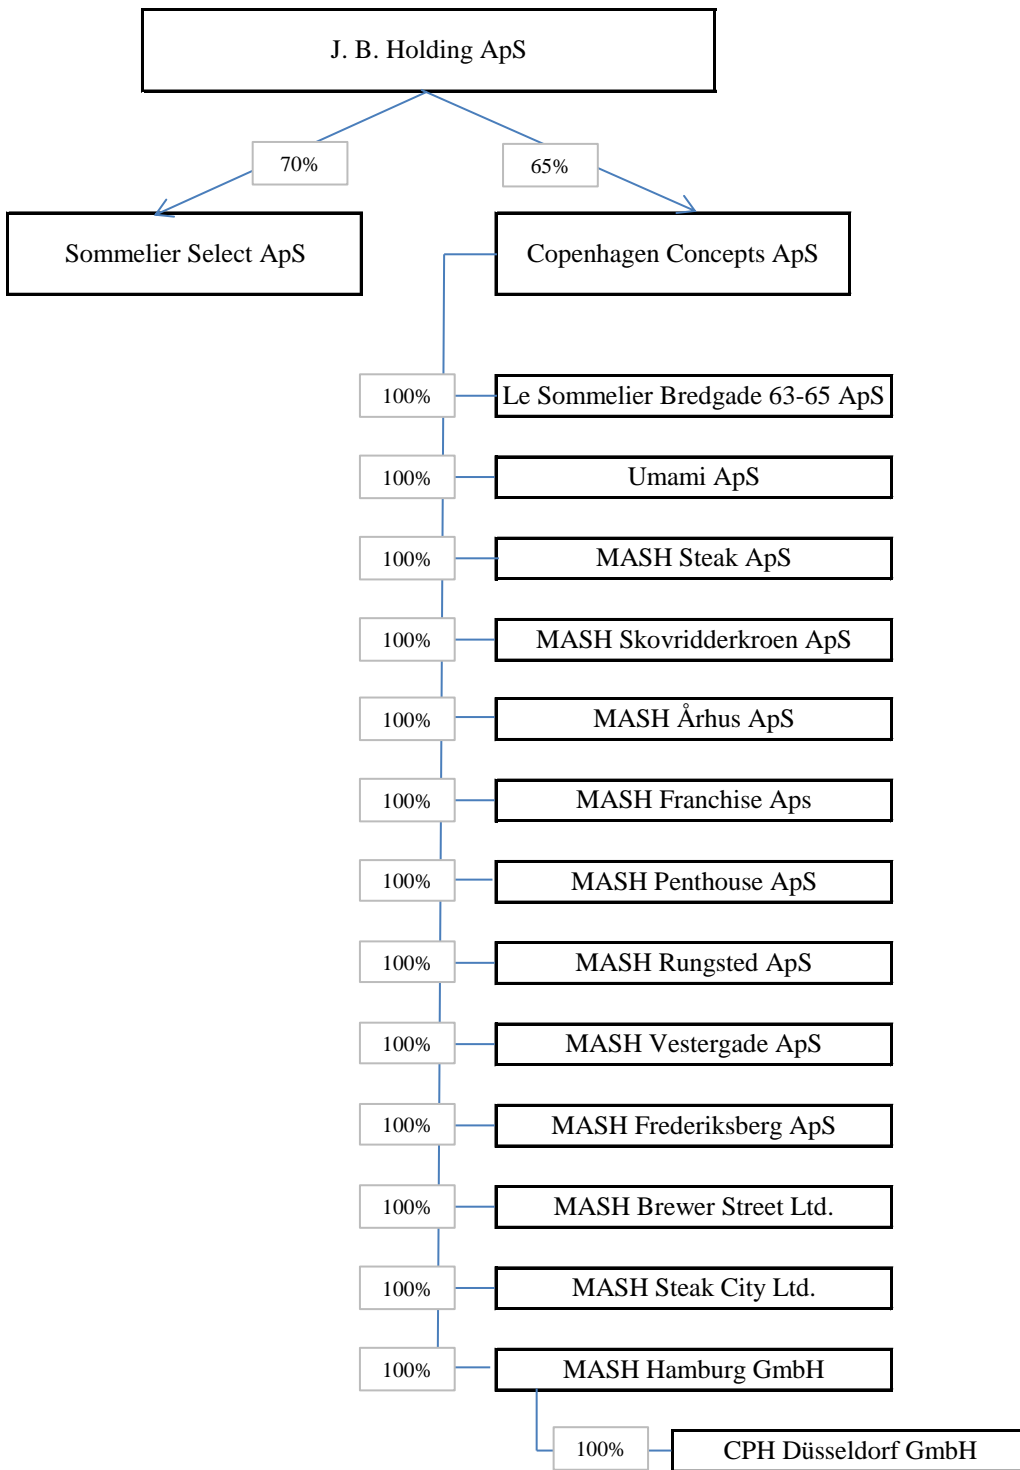 J. B. Holding ApS
70%
65%
Sommelier Select ApS
Copenhagen Concepts ApS
100%
Le Sommelier Bredgade 63-65 ApS
100%
Umami ApS
100%
MASH Steak ApS
100%
MASH Skovridderkroen ApS
100%
MASH Århus ApS
100%
MASH Franchise Aps
100%
MASH Penthouse ApS
100%
MASH Rungsted ApS
100%
MASH Vestergade ApS
100%
MASH Frederiksberg ApS
100%
MASH Brewer Street Ltd.
100%
MASH Steak City Ltd.
100%
MASH Hamburg GmbH
100%
CPH Düsseldorf GmbH